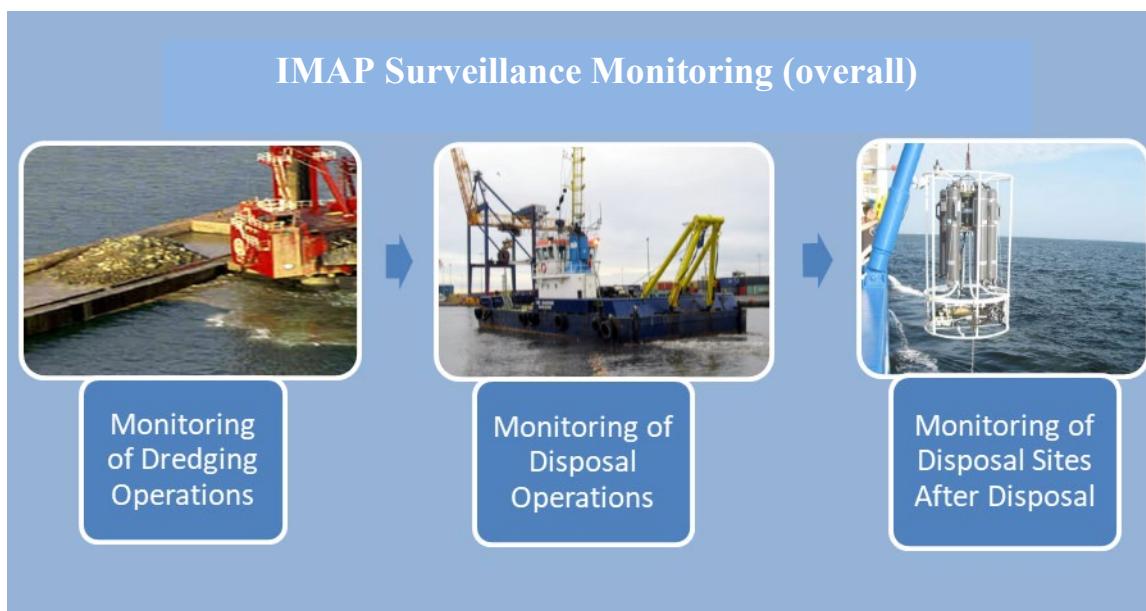 IMAP Surveillance Monitoring (overall)
Monitoring
of Dredging
Operations
Monitoring of
Disposal
Operations
Monitoring of
Disposal Sites
After Disposal